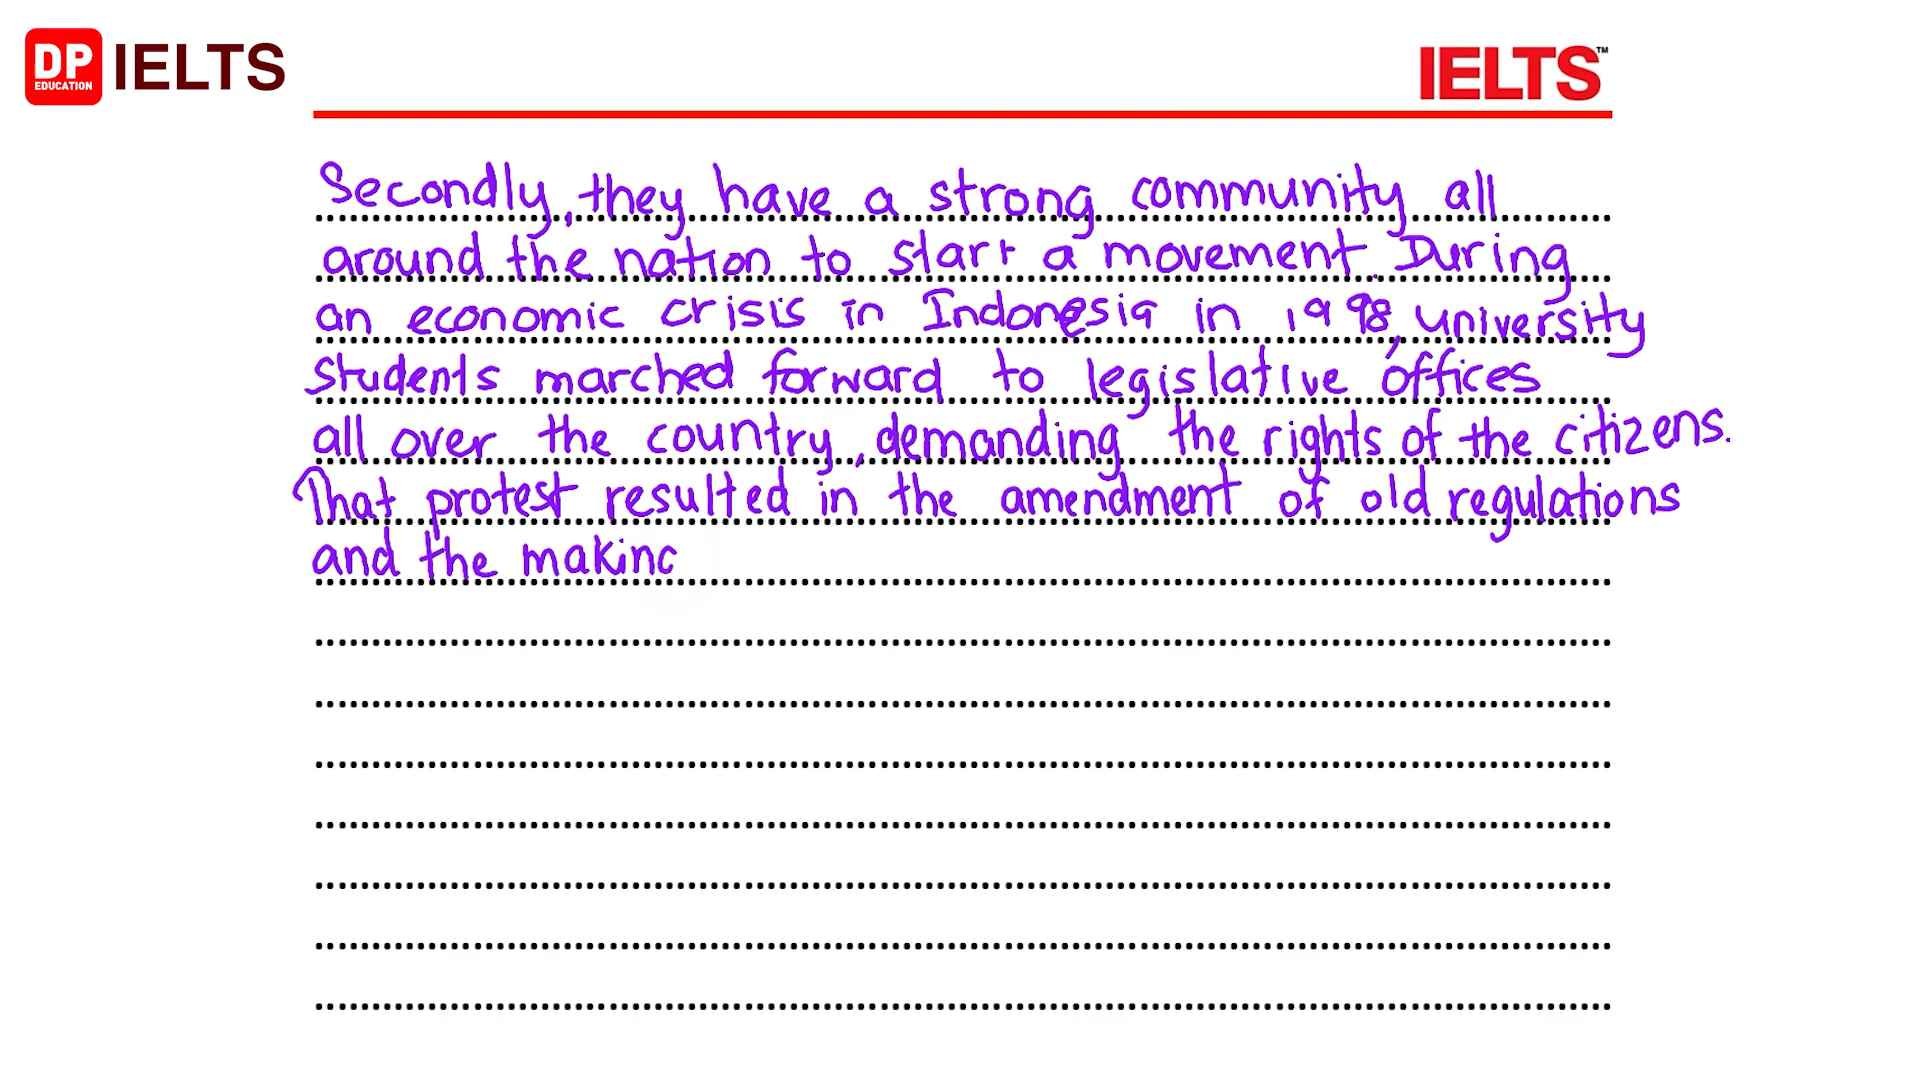 DP EDUCATION IELTS
IELTS™
Secondly, they have a strong community all
around the nation to start a movement. During
an economic crisis in Indonesia in 1998, university
students marched forward to legislative offices
all over the country, demanding the rights of the citizens.
That protest resulted in the amendment of old regulations
and the makinc